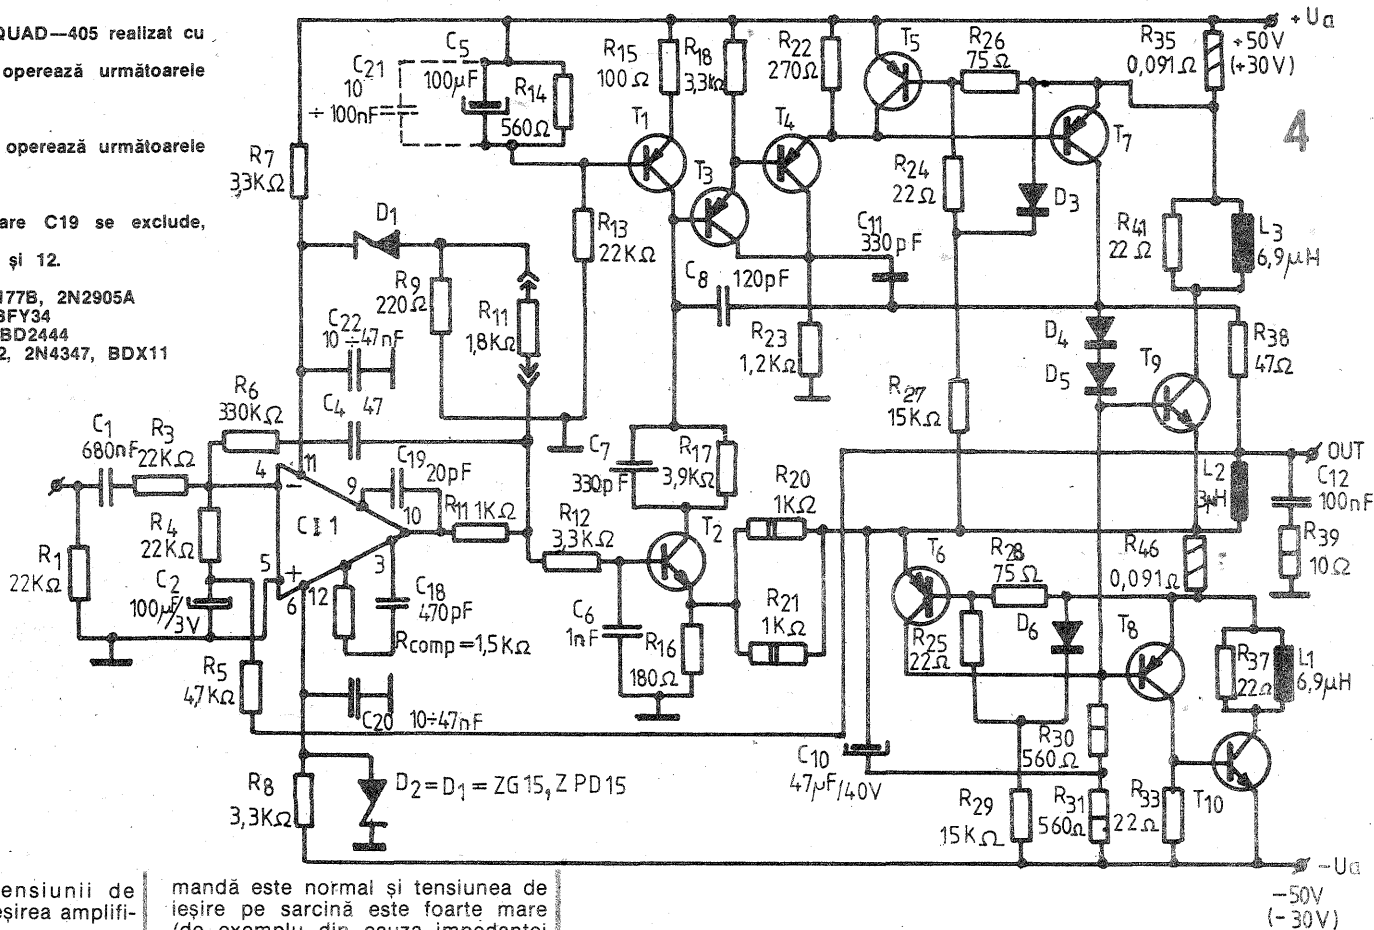 QUAD—405 realizat cu
operează următoarele
operează următoarele
are C19 se exclude,
și 12.
177B, 2N2905A
BFY34
BD2444
2, 2N4347, BDX11
+Ua
+50V
(+30V)
4
C5
100µF
C21
10
÷ 100nF
R14
560Ω
R15
100Ω
R18
3,3KΩ
R22
270Ω
T5
R26
75Ω
R35
0,091Ω
T1
T3
T4
T7
R7
3,3KΩ
D1
R13
22KΩ
R24
22Ω
D3
R41
22Ω
L3
6,9µH
C11
330pF
C8
120pF
R9
220Ω
R11
1,8KΩ
C22
10÷47nF
R23
1,2KΩ
D4
D5
T9
R38
47Ω
R6
330KΩ
C4
47
R27
15KΩ
C1
680nF
R3
22KΩ
C7
330pF
R17
3,9KΩ
OUT
C12
100nF
L2
3µH
4
11
9
C19
20pF
10
CI1
R11 1KΩ
R20
1KΩ
R4
22KΩ
R12
3,3KΩ
T2
R39
10Ω
R1
22KΩ
5
6
12
3
C18
470pF
T6
R28
75Ω
R46
0,091Ω
C2
100µF/3V
Rcomp=1,5KΩ
C6
1nF
R21
1KΩ
R16
180Ω
R25
22Ω
D6
T8
R37
22Ω
L1
6,9µH
R5
4,7KΩ
C20
10÷47nF
R30
560Ω
C10
47µF/40V
R8
3,3KΩ
D2=D1=ZG15,ZPD15
R29
15KΩ
R31
560Ω
R33
22Ω
T10
-Ua
-50V
(-30V)
ensiunii de
eșirea amplifi-
mandă este normal și tensiunea de
ieșire pe sarcină este foarte mare
(de exemplu din cauza impedanței